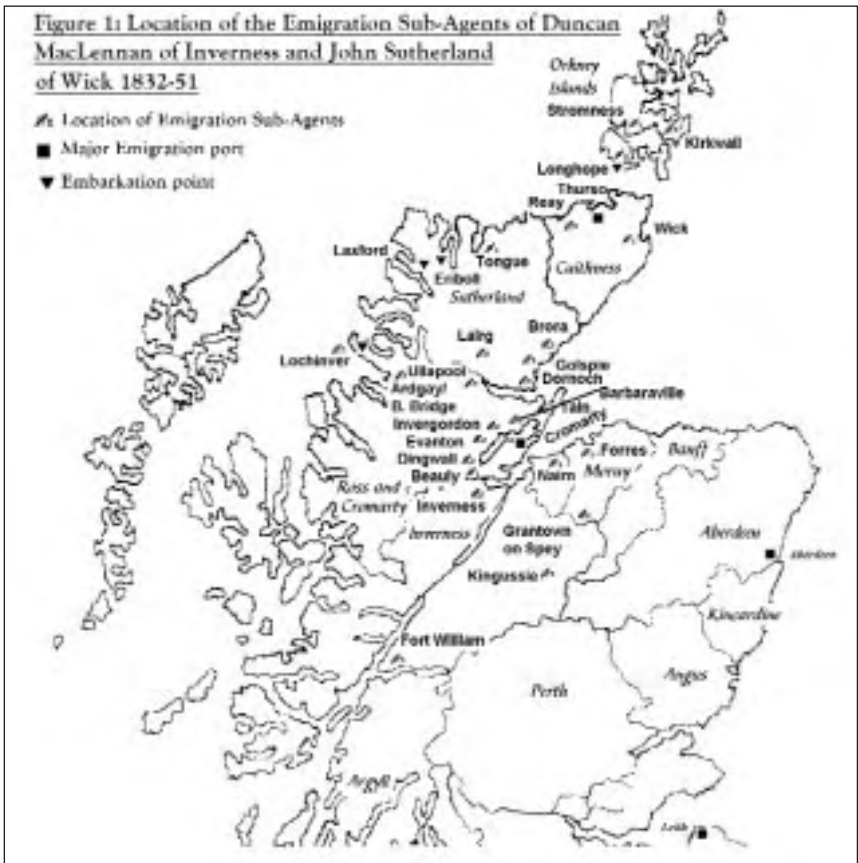 Figure 1: Location of the Emigration Sub-Agents of Duncan
MacLennan of Inverness and John Sutherland
of Wick 1832-51
Location of Emigration Sub-Agents
Major Emigration port
Embarkation point
Orkney
Islands
Stromness
Kirkwall
Longhope
Thurso
Reay
Wick
Laxford
Tongue
Caithness
Eriboll
Sutherland
Brora
Lairg
Lochinver
Golspie
Ullapool
Dornoch
Ardgay/
Barbaraville
B. Bridge
Tain
Invergordon
Cromarty
Evanton
Forres
Banff
Dingwall
Beauly
Nairn
Moray
Ross and
Cromarty
Inverness
Inverness
Grantown
on Spey
Aberdeen
Aberdeen
Kingussie
Kincardine
Fort William
Angus
Perth
Argyll
Leith